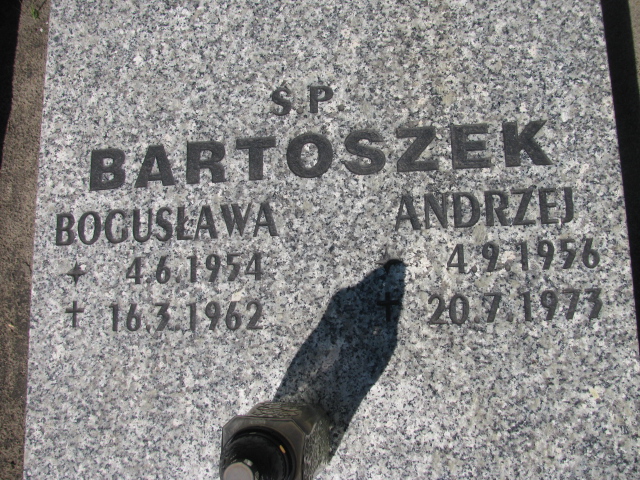 Ś.P.
BARTOSZEK
BOGUSŁAWA ANDRZEJ
4.6.1954 4.9.1956
† 16.3.1962 † 20.7.1973